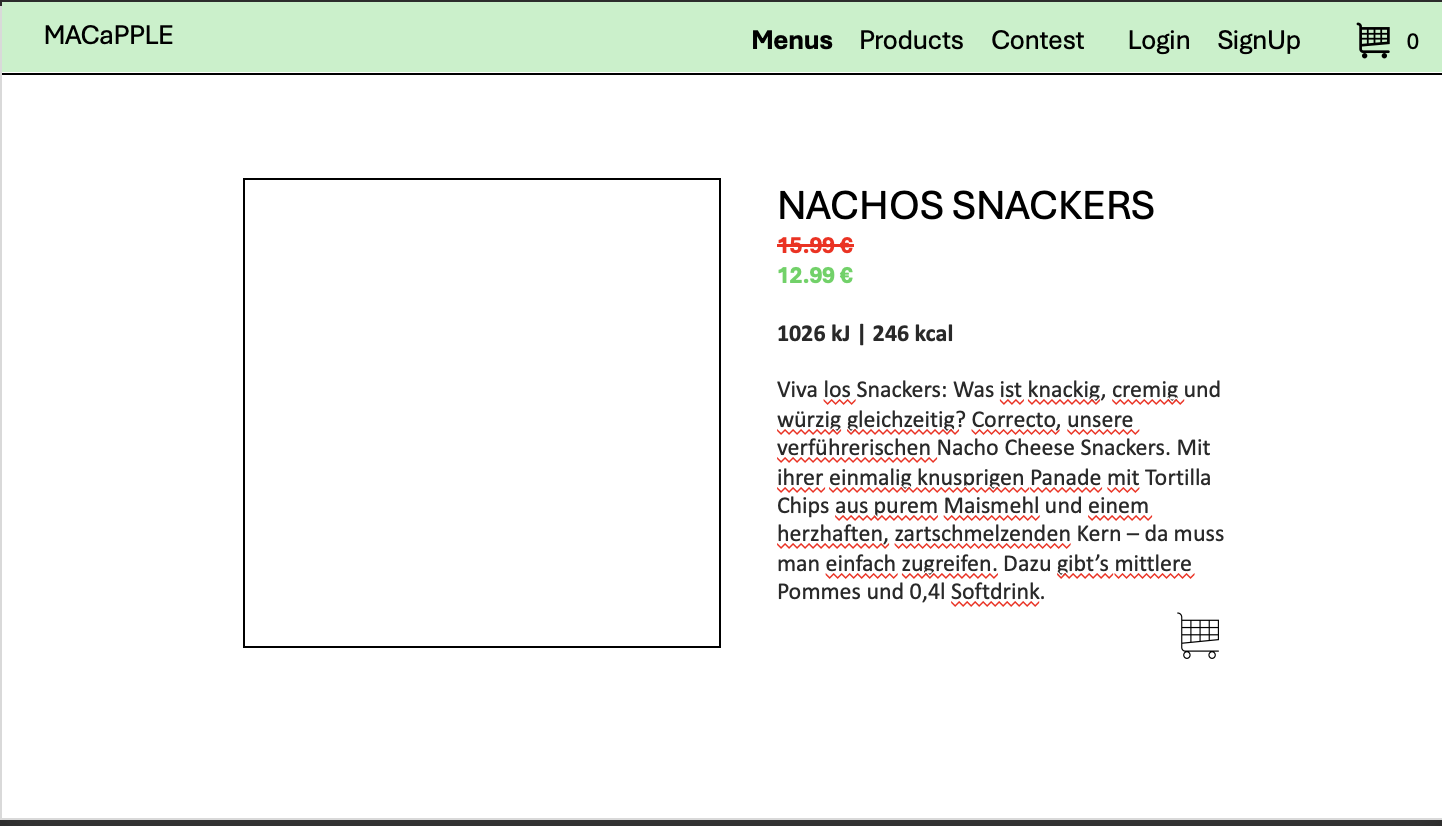 MACaPPLE
Menus Products Contest Login SignUp 0
NACHOS SNACKERS
15.99 €
12.99 €
1026 kJ | 246 kcal
Viva los Snackers: Was ist knackig, cremig und
würzig gleichzeitig? Correcto, unsere
verführerischen Nacho Cheese Snackers. Mit
ihrer einmalig knusprigen Panade mit Tortilla
Chips aus purem Maismehl und einem
herzhaften, zartschmelzenden Kern – da muss
man einfach zugreifen. Dazu gibt’s mittlere
Pommes und 0,4l Softdrink.